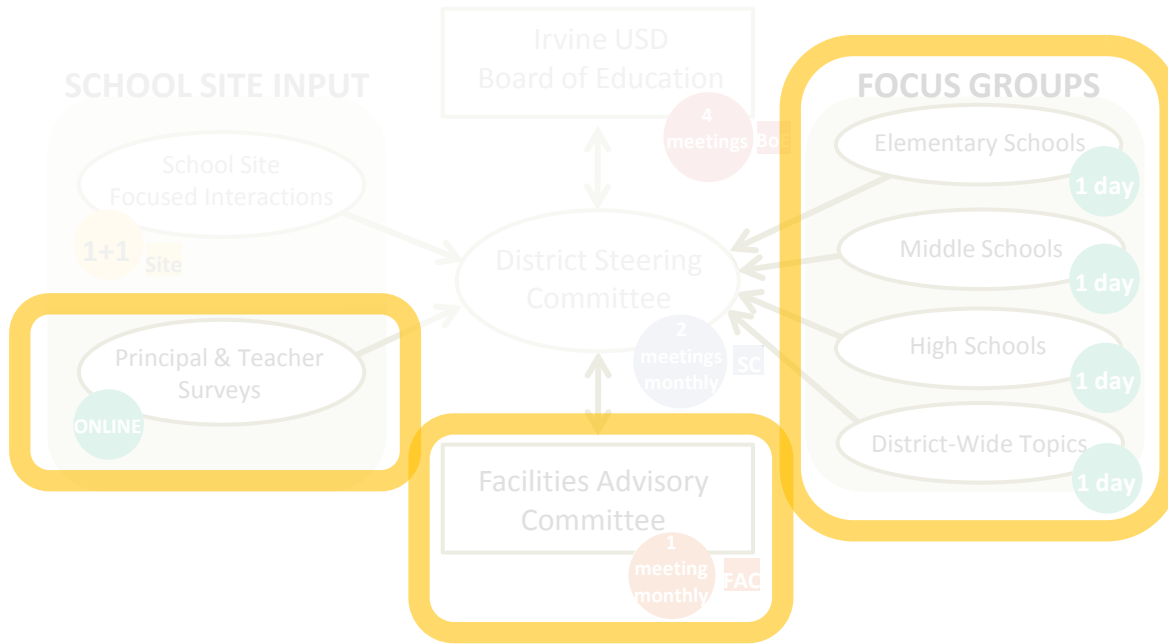 Irvine USD
Board of Education
4
meetings
SCHOOL SITE INPUT
School Site
Focused Interactions
1+1
Site
Principal & Teacher
Surveys
ONLINE
District Steering
Committee
2
meetings
monthly
SC
Facilities Advisory
Committee
1
meeting
monthly
FAC
FOCUS GROUPS
Elementary Schools
1 day
Middle Schools
1 day
High Schools
1 day
District-Wide Topics
1 day